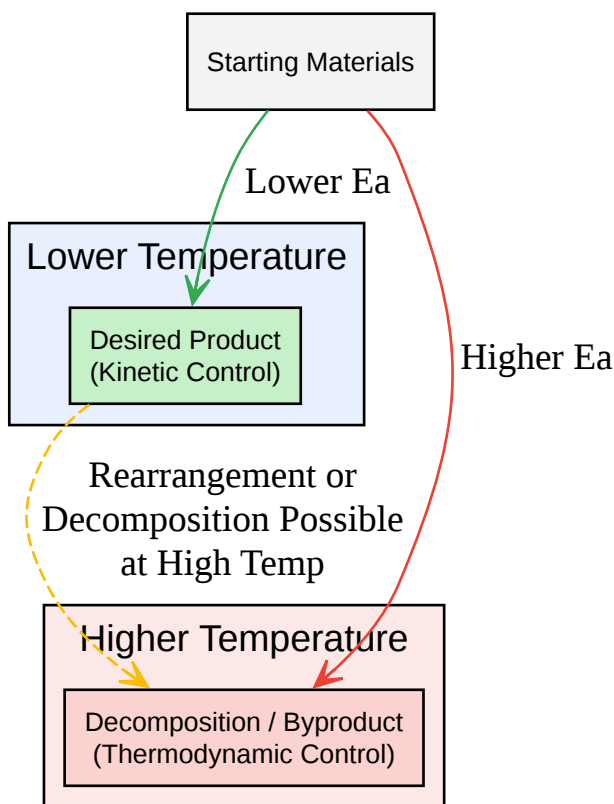 Starting Materials
Lower Ea
Lower Temperature
Desired Product
(Kinetic Control)
Higher Ea
Rearrangement or
Decomposition Possible
at High Temp
Higher Temperature
Decomposition / Byproduct
(Thermodynamic Control)